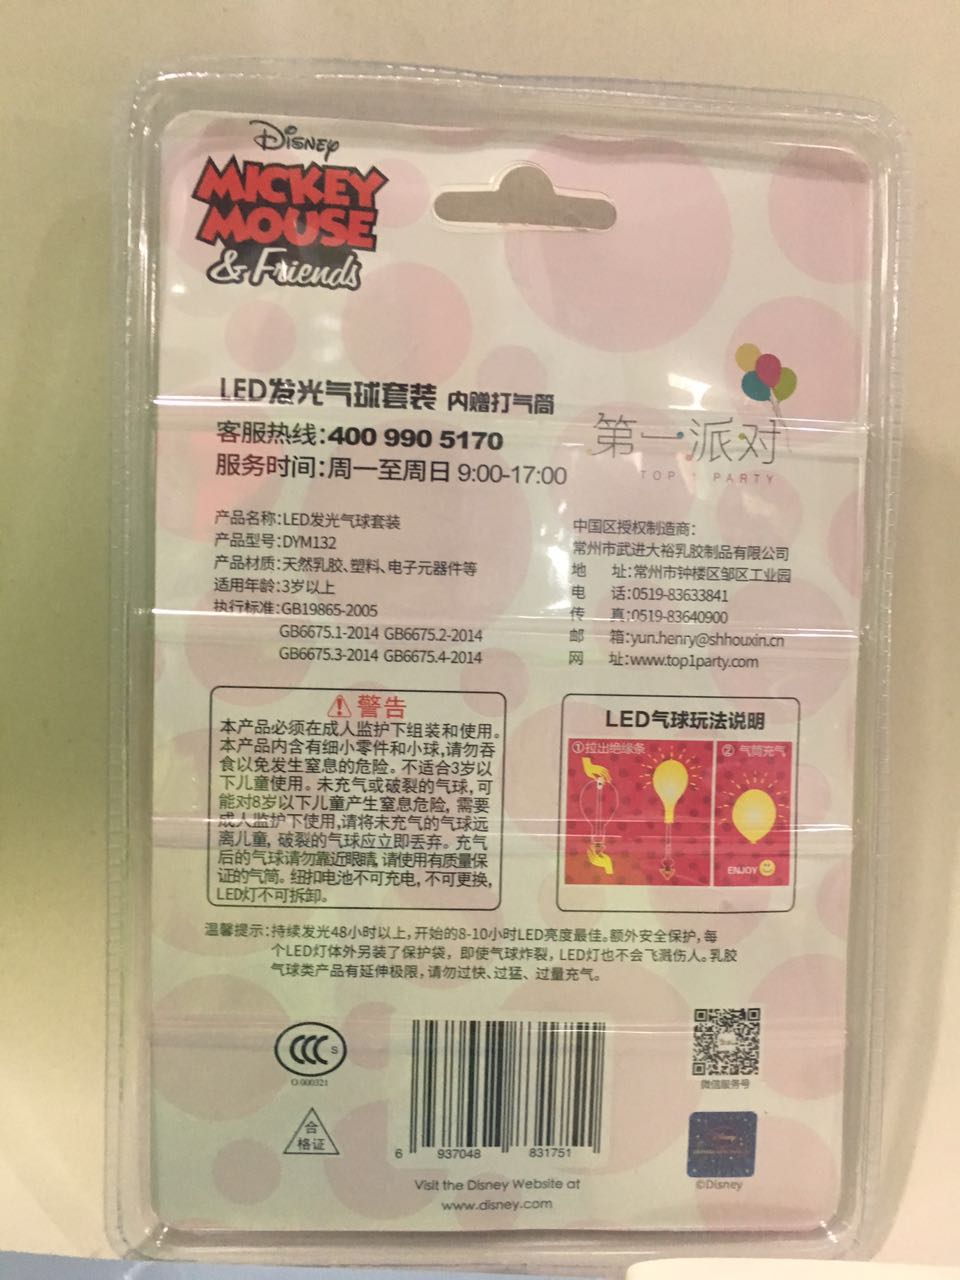 Disney
MICKEY
MOUSE
& Friends
LED发光气球套装 内赠打气筒
客服热线:400 990 5170
服务时间:周一至周日 9:00-17:00
第一派对
TOP 1 PARTY
产品名称:LED发光气球套装
产品型号:DYM132
产品材质:天然乳胶、塑料、电子元器件等
适用年龄:3岁以上
执行标准:GB19865-2005
GB6675.1-2014 GB6675.2-2014
GB6675.3-2014 GB6675.4-2014
中国区授权制造商:
常州市武进大裕乳胶制品有限公司
地 址:常州市钟楼区邹区工业园
电 话:0519-83633841
传 真:0519-83640900
邮 箱:yun.henry@shhouxin.cn
网 址:www.top1party.com
警告
本产品必须在成人监护下组装和使用。
本产品内含有细小零件和小球,请勿吞
食以免发生窒息的危险。不适合3岁以
下儿童使用。未充气或破裂的气球,可
能对8岁以下儿童产生窒息危险,需要
成人监护下使用,请将未充气的气球远
离儿童,破裂的气球应立即丢弃。充气
后的气球请勿靠近眼睛,请使用有质量保
证的气筒。纽扣电池不可充电,不可更换,
LED灯不可拆卸。
LED气球玩法说明
①拉出绝缘条
②气筒充气
ENJOY
温馨提示:持续发光48小时以上,开始的8-10小时LED亮度最佳。额外安全保护,每
个LED灯体外另装了保护袋,即使气球炸裂,LED灯也不会飞溅伤人。乳胶
气球类产品有延伸极限,请勿过快、过猛、过量充气。
CCC S
O 000321
合
格证
6 937048 831751
微信服务号
Disney
©Disney
Visit the Disney Website at
www.disney.com